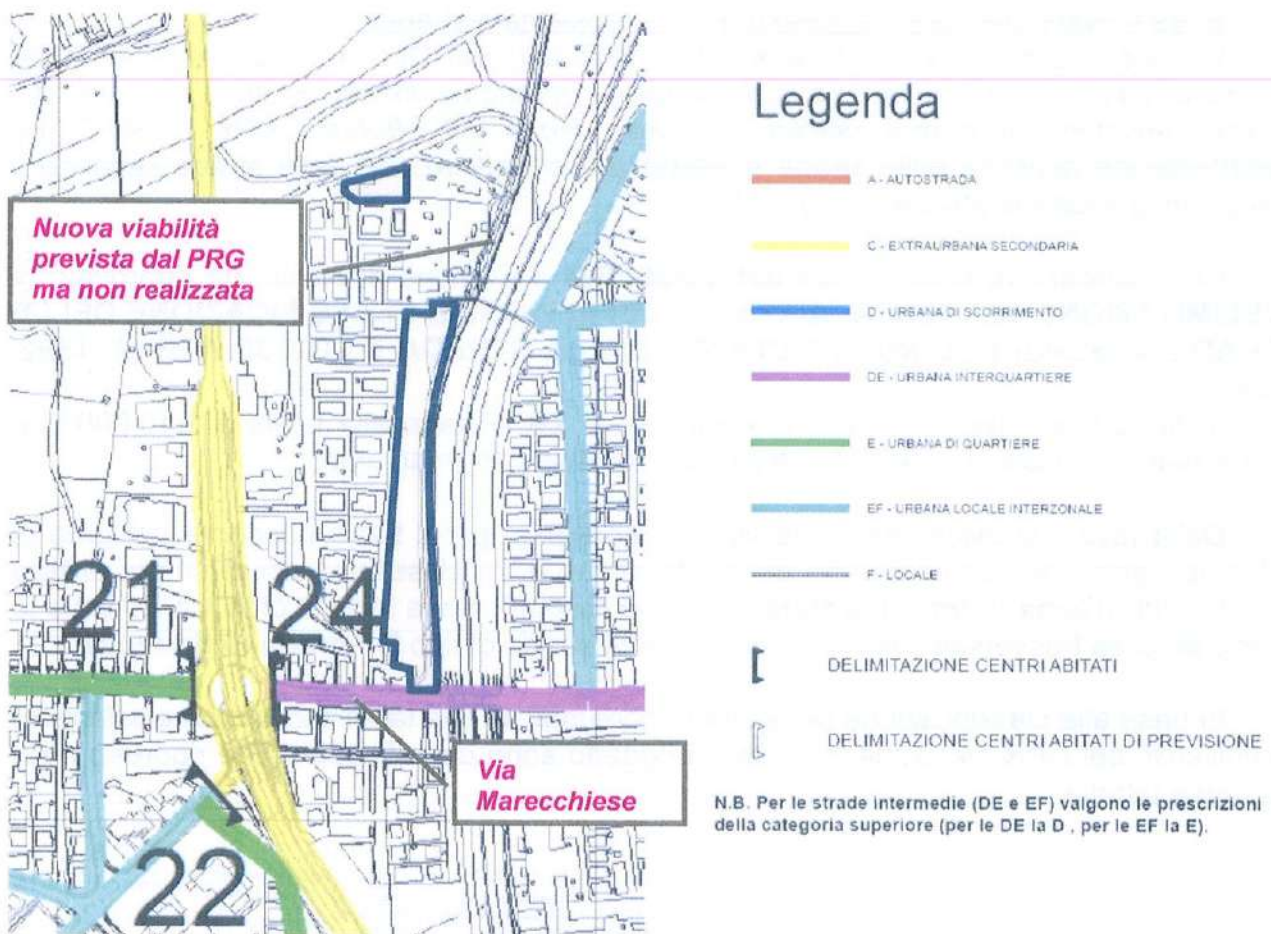 Nuova viabilità
prevista dal PRG
ma non realizzata
21
24
22
Via
Marecchiese
Legenda
A - AUTOSTRADA
C - EXTRAURBANA SECONDARIA
D - URBANA DI SCORRIMENTO
DE - URBANA INTERQUARTIERE
E - URBANA DI QUARTIERE
EF - URBANA LOCALE INTERZONALE
F - LOCALE
DELIMITAZIONE CENTRI ABITATI
DELIMITAZIONE CENTRI ABITATI DI PREVISIONE
N.B. Per le strade intermedie (DE e EF) valgono le prescrizioni
della categoria superiore (per le DE la D , per le EF la E).